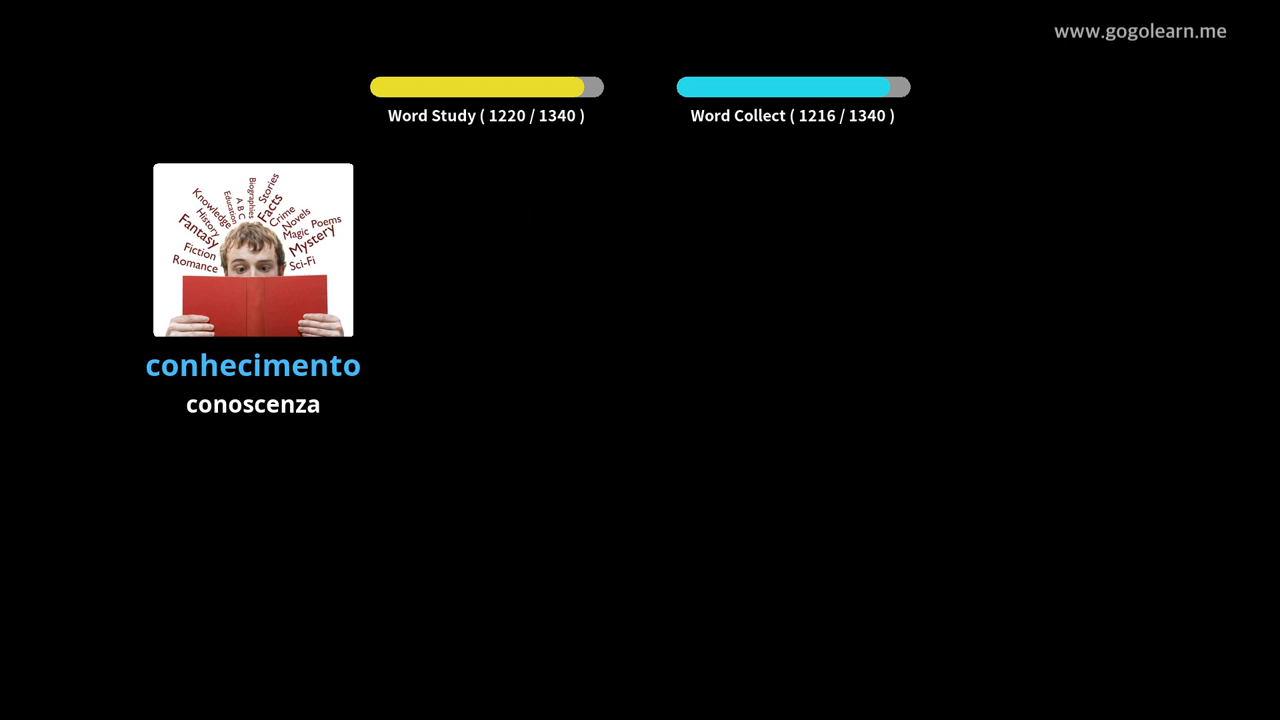 www.gogolearn.me
Word Study ( 1220 / 1340 )
Word Collect ( 1216 / 1340 )
Knowledge
History
Fantasy
Fiction
Romance
Education
A B C
Biographies
Stories
Facts
Crime
Novels
Magic
Poems
Mystery
Sci-Fi
conhecimento
conoscenza